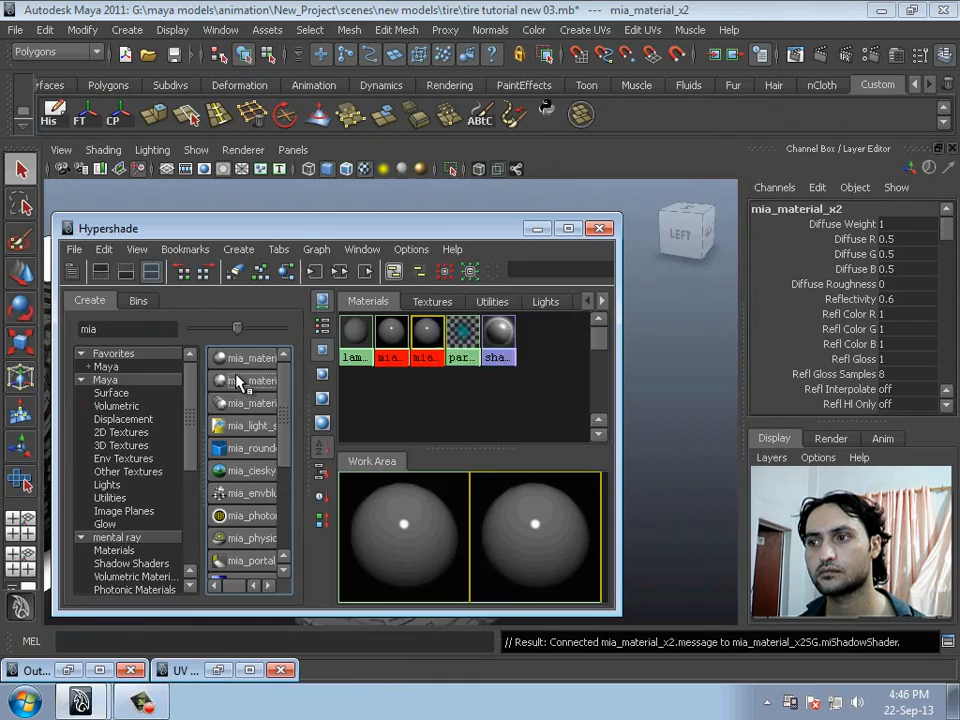 Autodesk Maya 2011: G:\maya models\animation\New_Project\scenes\new models\tire\tire tutorial new 03.mb* --- mia_material_x2
File Edit Modify Create Display Window Assets Select Mesh Edit Mesh Proxy Normals Color Create UVs Edit UVs Muscle Help
Polygons
rfaces Polygons Subdivs Deformation Animation Dynamics Rendering PaintEffects Toon Muscle Fluids Fur Hair nCloth Custom
His FT CP ABtC
View Shading Lighting Show Renderer Panels
Channel Box / Layer Editor
Channels Edit Object Show
mia_material_x2
Diffuse Weight 1
Diffuse R 0.5
Diffuse G 0.5
Diffuse B 0.5
Diffuse Roughness 0
Reflectivity 0.6
Refl Color R 1
Refl Color G 1
Refl Color B 1
Refl Gloss 1
Refl Gloss Samples 8
Refl Interpolate off
Refl Hl Only off
LEFT
Hypershade
File Edit View Bookmarks Create Tabs Graph Window Options Help
Create Bins
mia
Favorites
+ Maya
Maya
Surface
Volumetric
Displacement
2D Textures
3D Textures
Env Textures
Other Textures
Lights
Utilities
Image Planes
Glow
mental ray
Materials
Shadow Shaders
Volumetric Materi...
Photonic Materials
mia_materi
mia_materi
mia_materi
mia_light_s
mia_rounde
mia_ciesky
mia_envblu
mia_photo
mia_physic
mia_portal
Materials Textures Utilities Lights
lam... mia... mia... par... sha...
Work Area
Display Render Anim
Layers Options Help
MEL
// Result: Connected mia_material_x2.message to mia_material_x2SG.miShadowShader.
Out... UV ...
4:46 PM
22-Sep-13